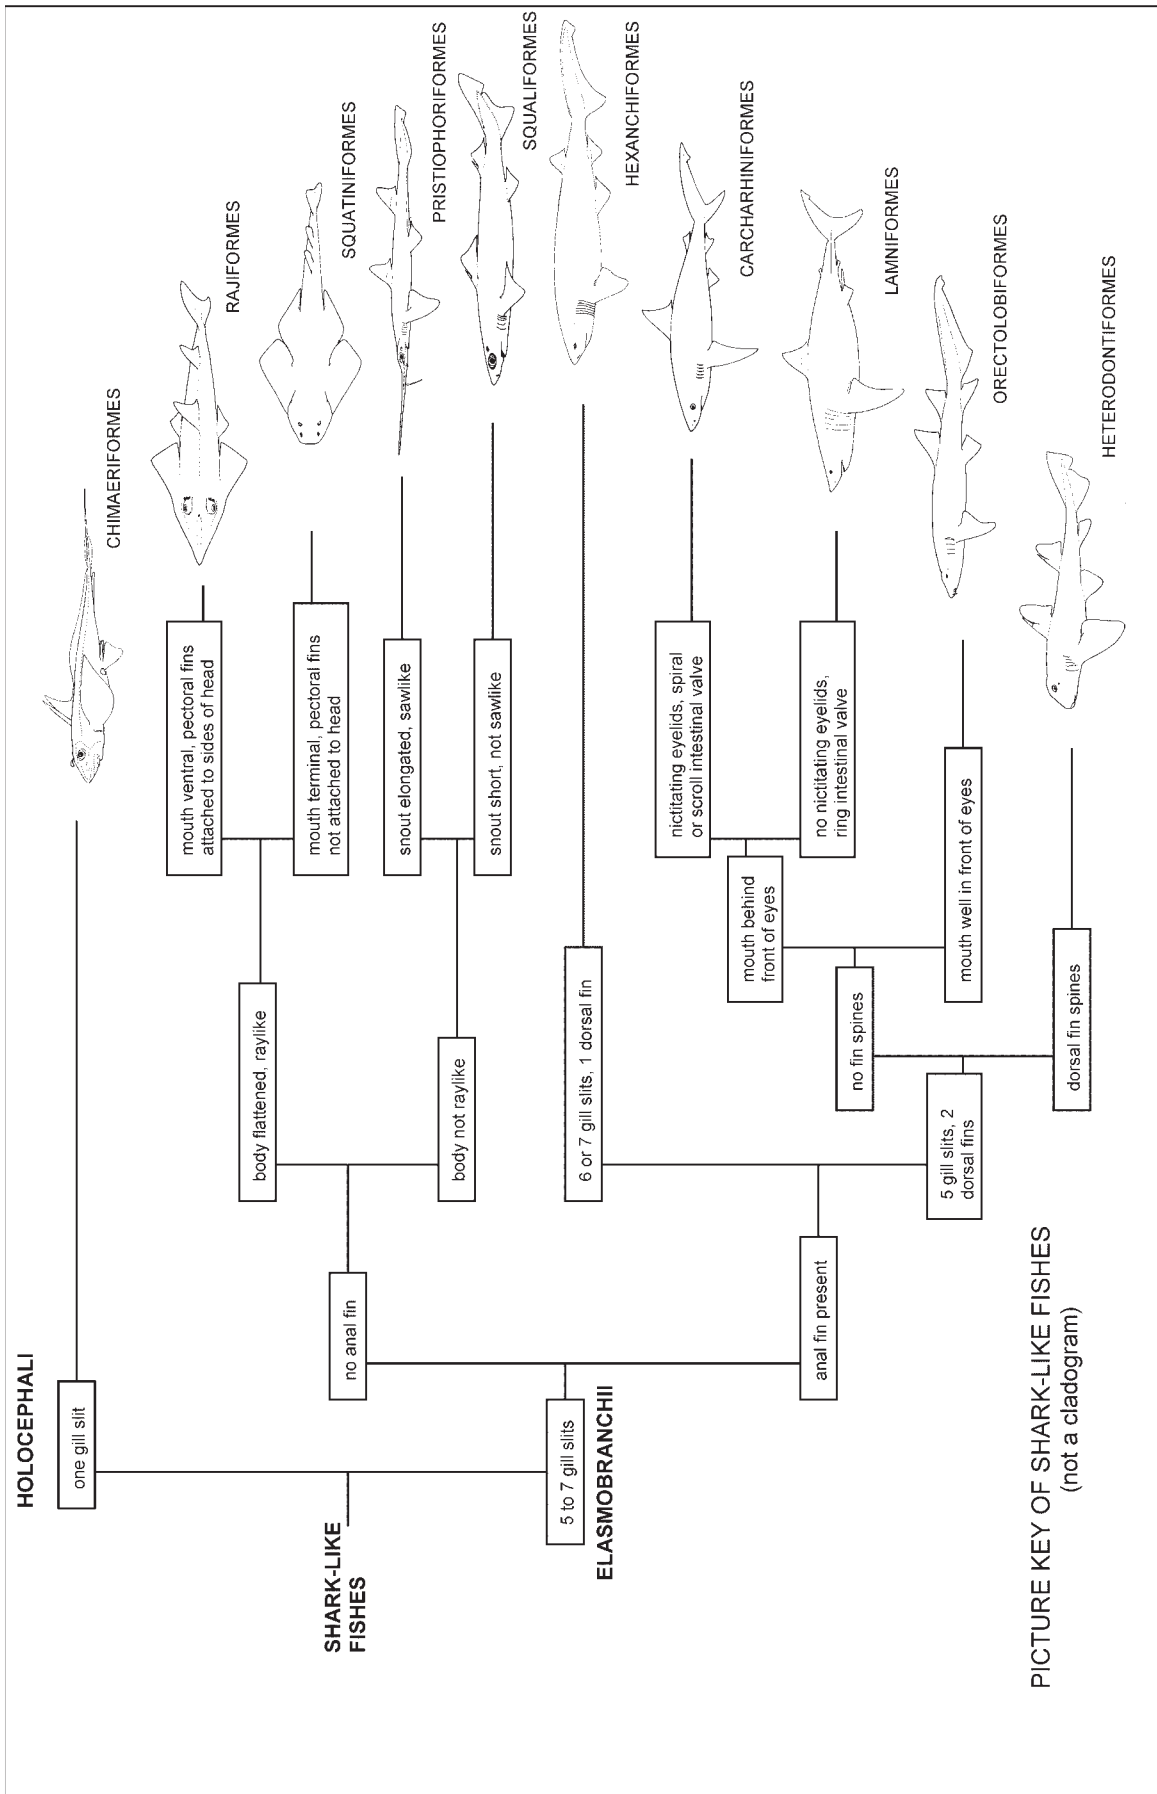 HOLOCEPHALI
one gill slit
CHIMAERIFORMES
SHARK-LIKE
FISHES
5 to 7 gill slits
ELASMOBRANCHII
no anal fin
body flattened, raylike
mouth ventral, pectoral fins
attached to sides of head
RAJIFORMES
mouth terminal, pectoral fins
not attached to head
SQUATINIFORMES
body not raylike
snout elongated, sawlike
PRISTIOPHORIFORMES
snout short, not sawlike
SQUALIFORMES
anal fin present
6 or 7 gill slits, 1 dorsal fin
HEXANCHIFORMES
5 gill slits, 2
dorsal fins
no fin spines
mouth behind
front of eyes
nictitating eyelids, spiral
or scroll intestinal valve
CARCHARHINIFORMES
no nictitating eyelids,
ring intestinal valve
LAMNIFORMES
mouth well in front of eyes
ORECTOLOBIFORMES
dorsal fin spines
HETERODONTIFORMES
PICTURE KEY OF SHARK-LIKE FISHES
(not a cladogram)